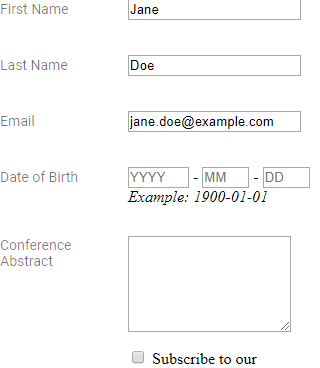 First Name Jane
Last Name Doe
Email jane.doe@example.com
Date of Birth YYYY - MM - DD
Example: 1900-01-01
Conference
Abstract
Subscribe to our